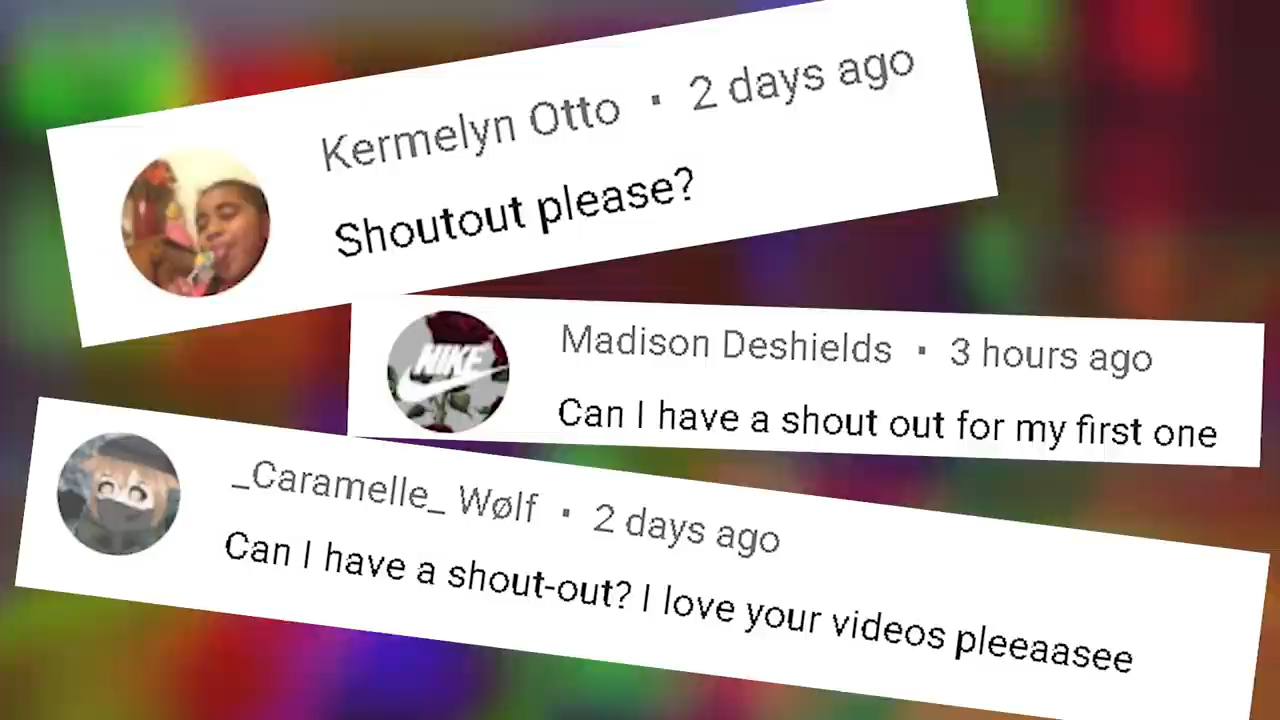 Kermelyn Otto · 2 days ago
Shoutout please?
NIKE
Madison Deshields · 3 hours ago
Can I have a shout out for my first one
_Caramelle_ Wølf · 2 days ago
Can I have a shout-out? I love your videos pleeaasee